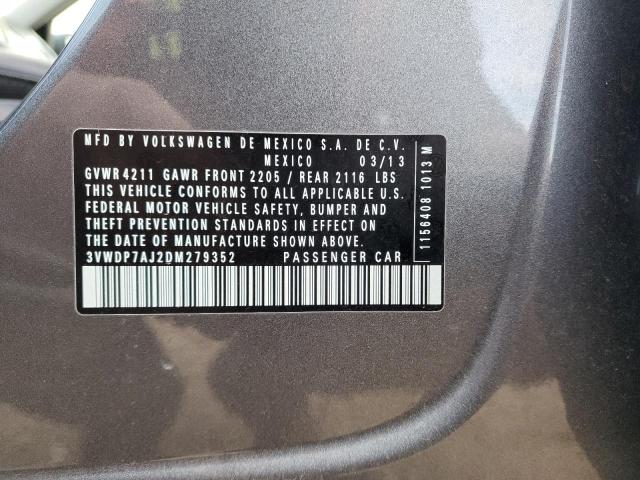 MFD BY VOLKSWAGEN DE MEXICO S.A. DE C.V.
MEXICO 03/13
GVWR 4211 GAWR FRONT 2205 / REAR 2116 LBS
THIS VEHICLE CONFORMS TO ALL APPLICABLE U.S.
FEDERAL MOTOR VEHICLE SAFETY, BUMPER AND
THEFT PREVENTION STANDARDS IN EFFECT ON
THE DATE OF MANUFACTURE SHOWN ABOVE.
3VWDP7AJ2DM279352 PASSENGER CAR
1156408 1013 M